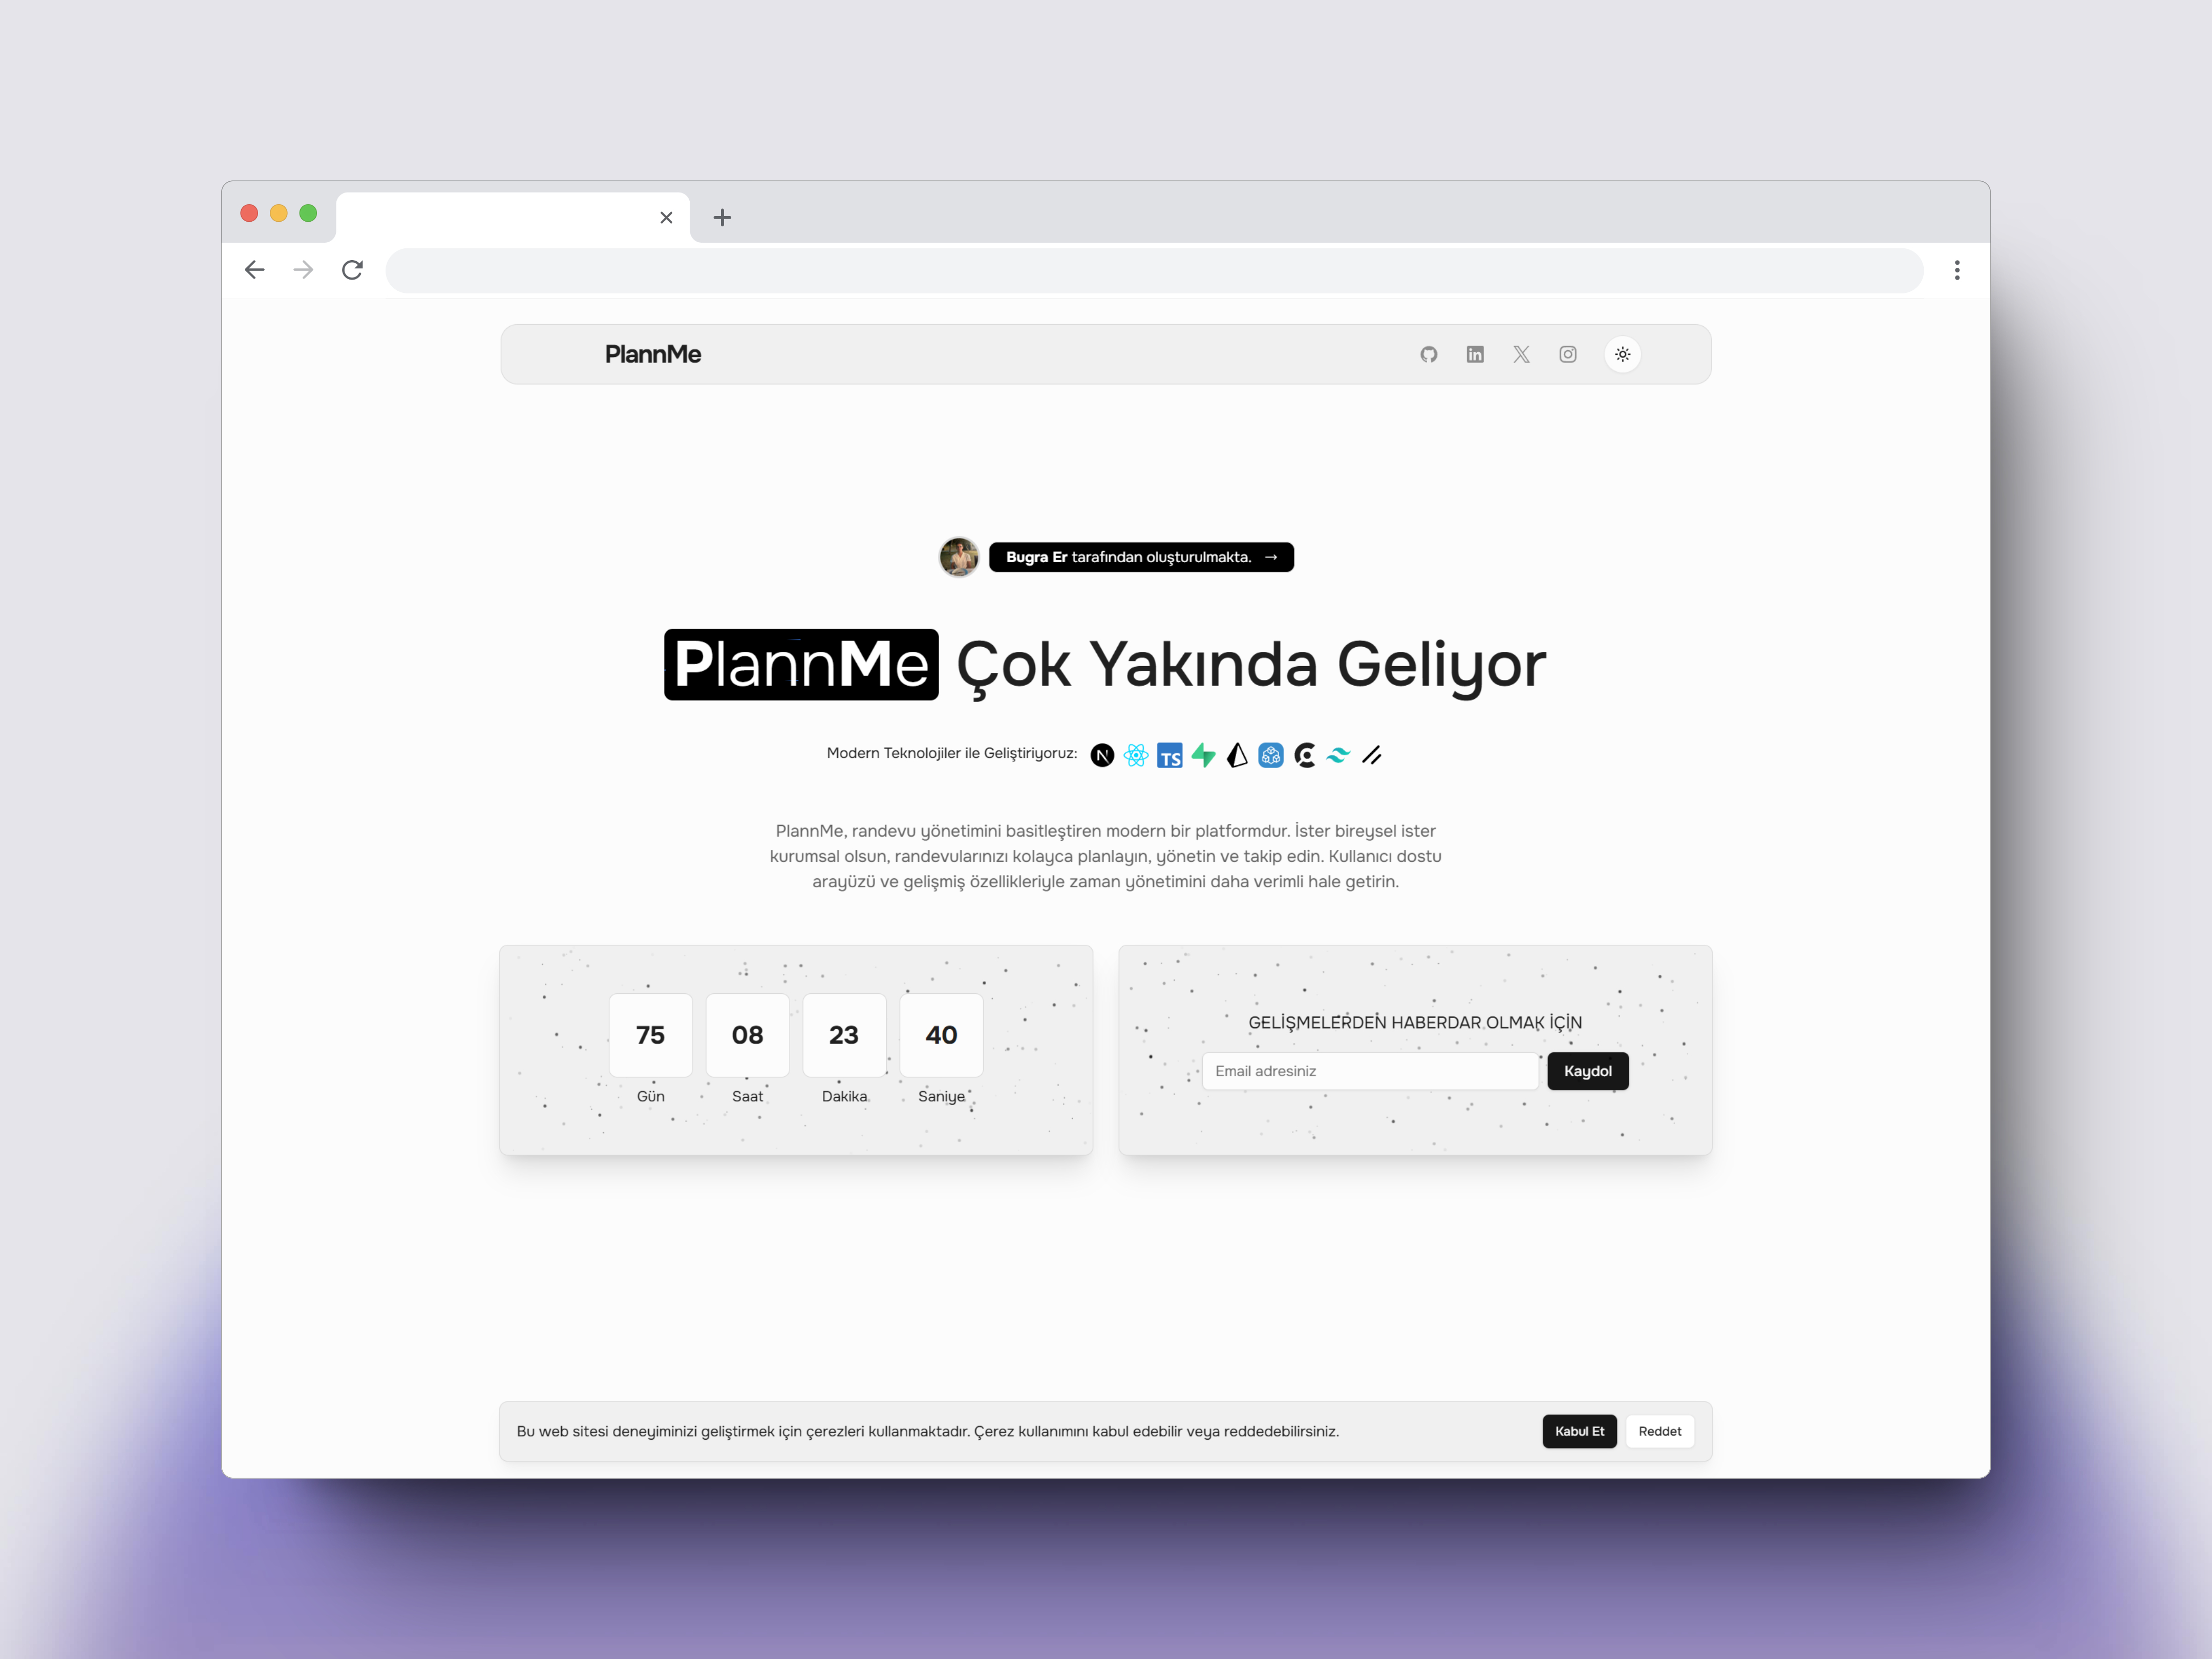 PlannMe
Bugra Er tarafından oluşturulmakta. →
PlannMe Çok Yakında Geliyor
Modern Teknolojiler ile Geliştiriyoruz: N TS
PlannMe, randevu yönetimini basitleştiren modern bir platformdur. İster bireysel ister
kurumsal olsun, randevularınızı kolayca planlayın, yönetin ve takip edin. Kullanıcı dostu
arayüzü ve gelişmiş özellikleriyle zaman yönetimini daha verimli hale getirin.
75 08 23 40
Gün Saat Dakika Saniye
GELİŞMELERDEN HABERDAR OLMAK İÇİN
Email adresiniz Kaydol
Bu web sitesi deneyiminizi geliştirmek için çerezleri kullanmaktadır. Çerez kullanımını kabul edebilir veya reddedebilirsiniz. Kabul Et Reddet